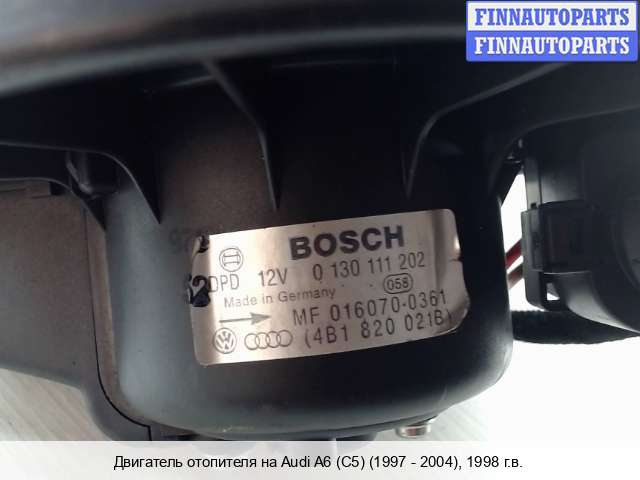 FINNAUTOPARTS
FINNAUTOPARTS
BOSCH
DPD 12V 0 130 111 202
Made in Germany 058
MF 016070-0361
(4B1 820 021B)
Двигатель отопителя на Audi A6 (C5) (1997 - 2004), 1998 г.в.